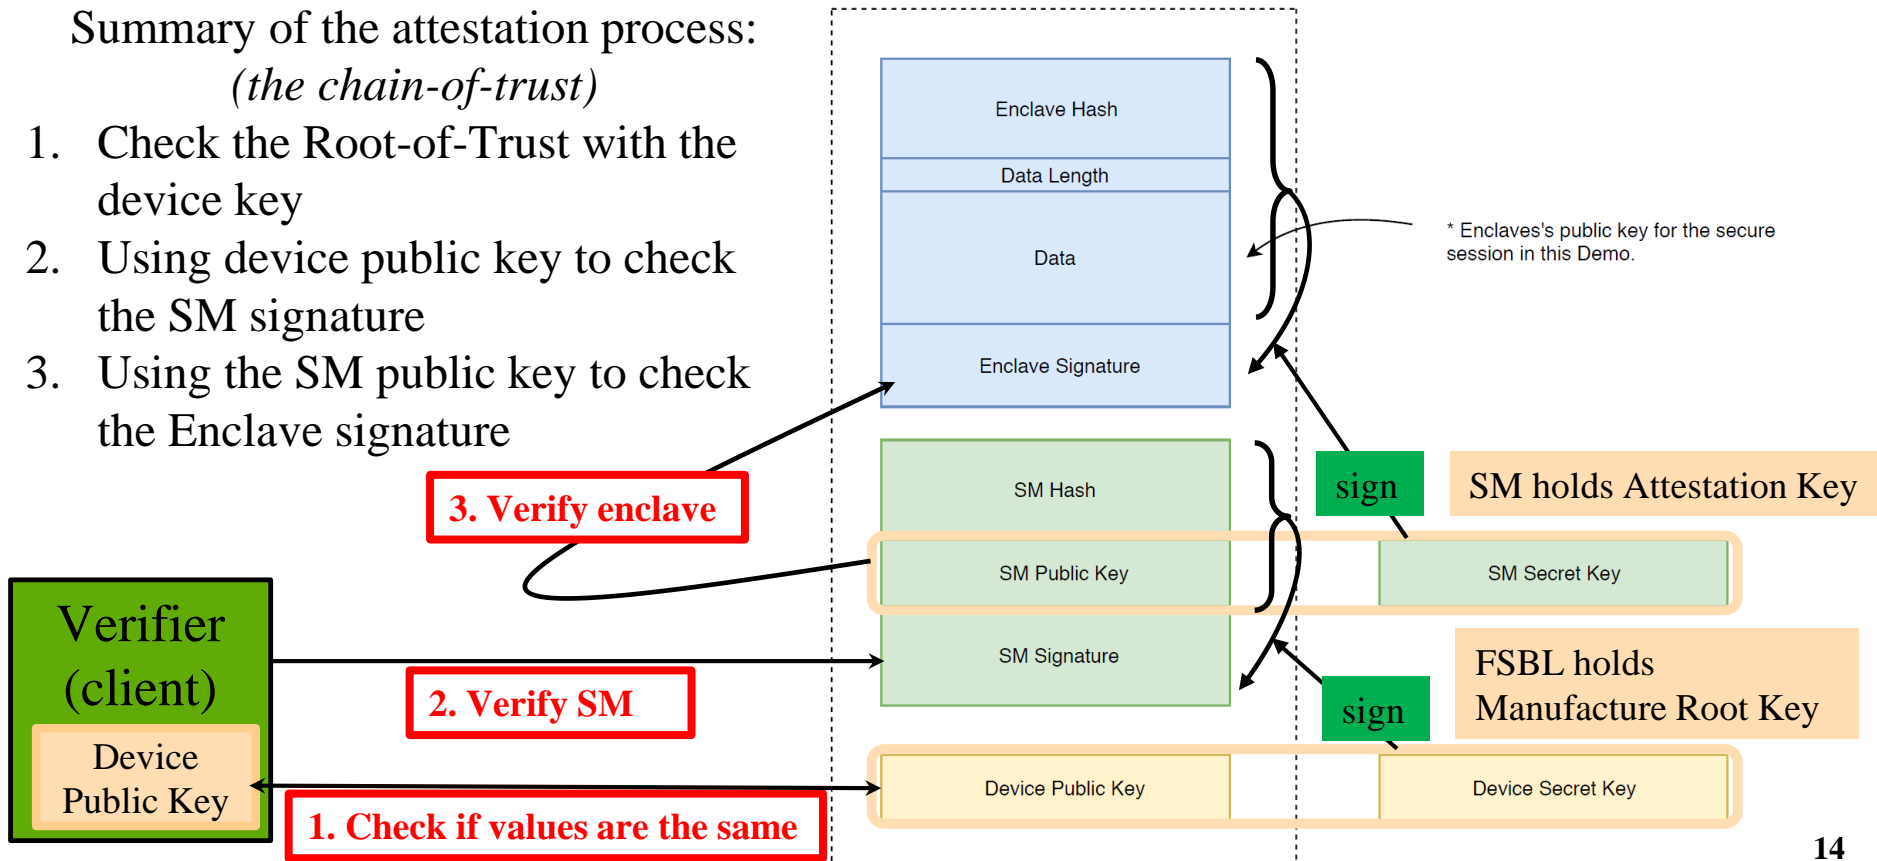 Summary of the attestation process:
(the chain-of-trust)
1. Check the Root-of-Trust with the
device key
2. Using device public key to check
the SM signature
3. Using the SM public key to check
the Enclave signature
Enclave Hash
Data Length
Data
Enclave Signature
* Enclaves's public key for the secure
session in this Demo.
3. Verify enclave
SM Hash
sign
SM holds Attestation Key
SM Public Key
SM Secret Key
Verifier
(client)
SM Signature
2. Verify SM
sign
FSBL holds
Manufacture Root Key
Device
Public Key
Device Public Key
Device Secret Key
1. Check if values are the same
14